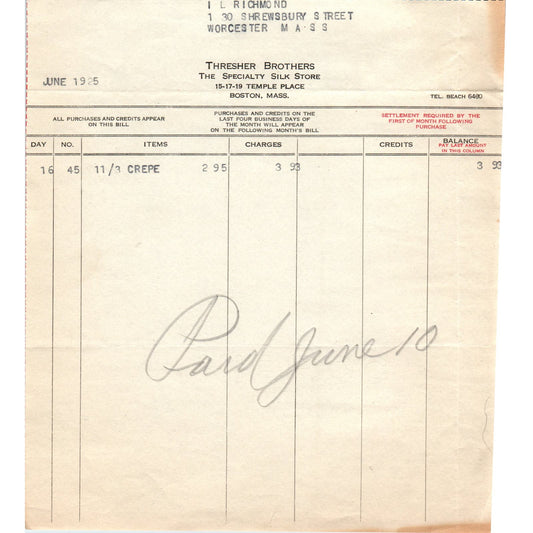 I L RICHMOND
1 30 SHREWSBURY STREET
WORCESTER M A S S
THRESHER BROTHERS
THE SPECIALTY SILK STORE
15-17-19 TEMPLE PLACE
BOSTON, MASS.
JUNE 1925
TEL. BEACH 6460
ALL PURCHASES AND CREDITS APPEAR
ON THIS BILL
PURCHASES AND CREDITS ON THE
LAST FOUR BUSINESS DAYS OF
THE MONTH WILL APPEAR
ON THE FOLLOWING MONTH'S BILL
SETTLEMENT REQUIRED BY THE
FIRST OF MONTH FOLLOWING
PURCHASE
DAY NO. ITEMS CHARGES CREDITS BALANCE
PAY LAST AMOUNT
IN THIS COLUMN
16 45 11/3 CREPE 2 95 3 93 3 93
Paid June 10